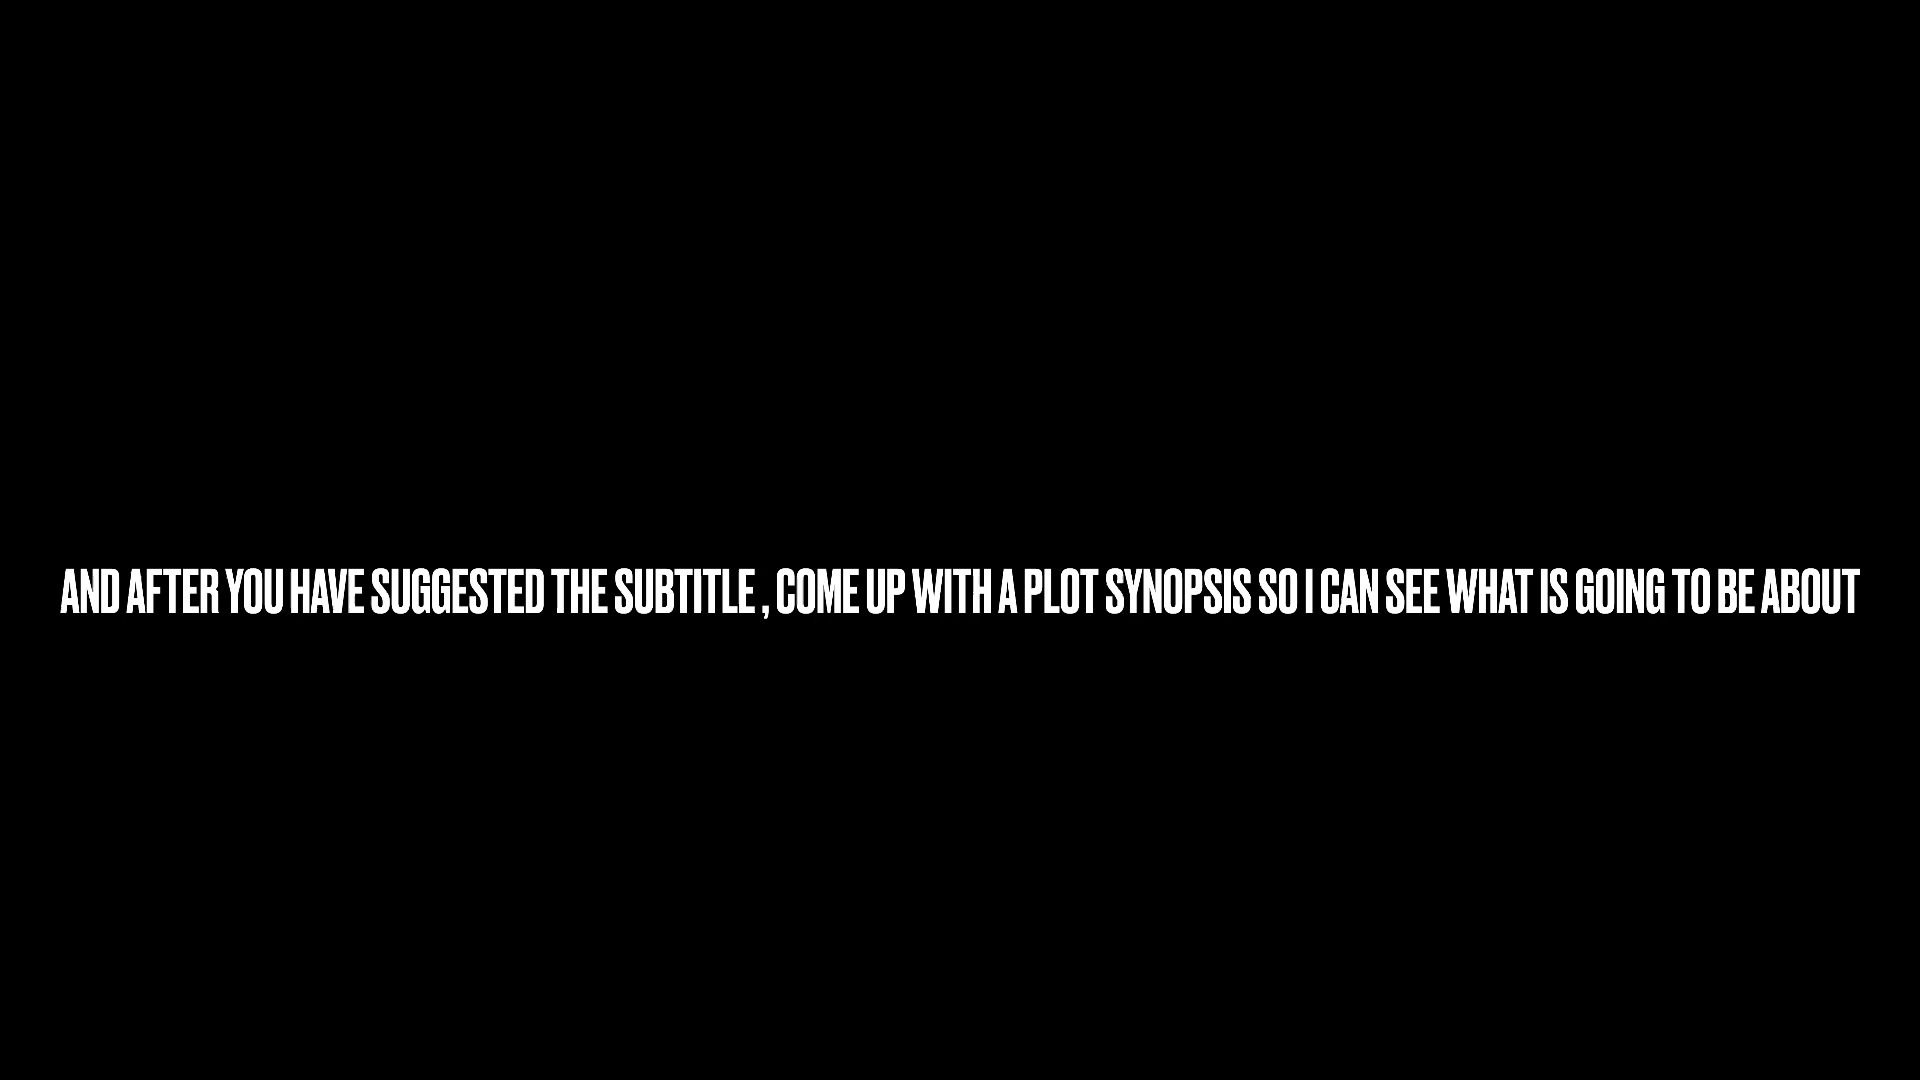 AND AFTER YOU HAVE SUGGESTED THE SUBTITLE , COME UP WITH A PLOT SYNOPSIS SO I CAN SEE WHAT IS GOING TO BE ABOUT